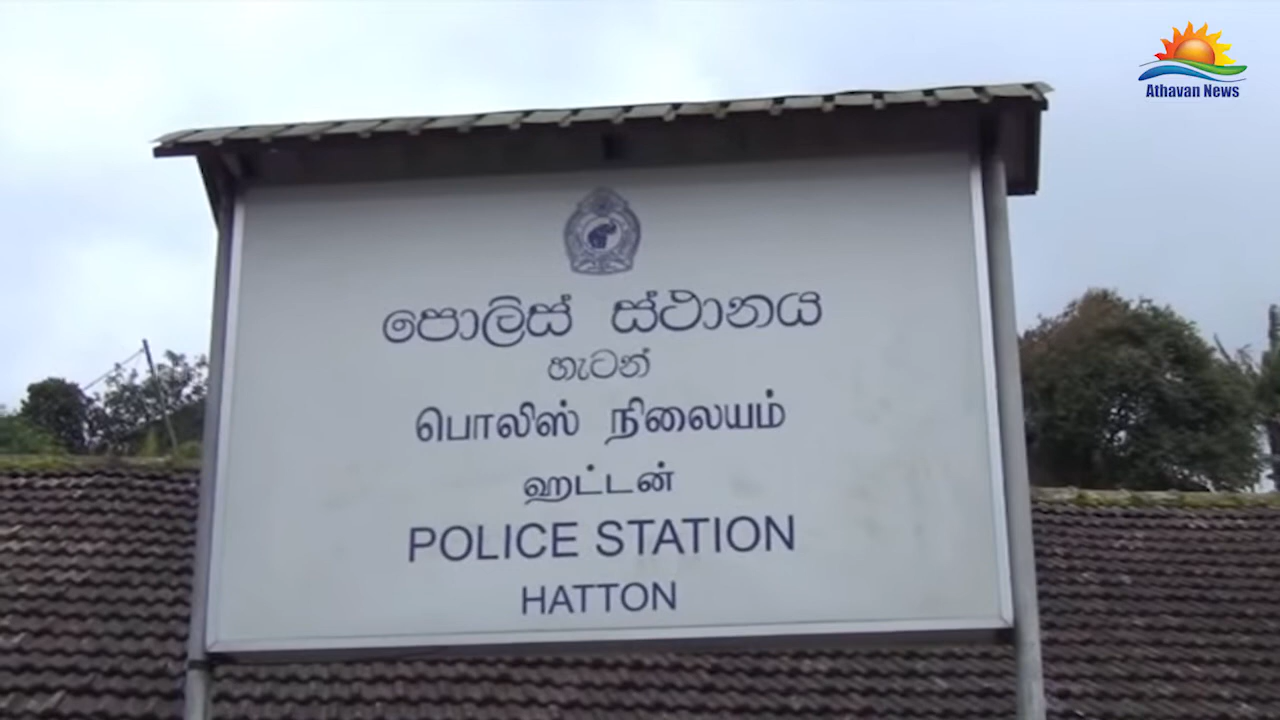 Athavan News
පොලිස් ස්ථානය
හැටන්
பொலிஸ் நிலையம்
ஹட்டன்
POLICE STATION
HATTON